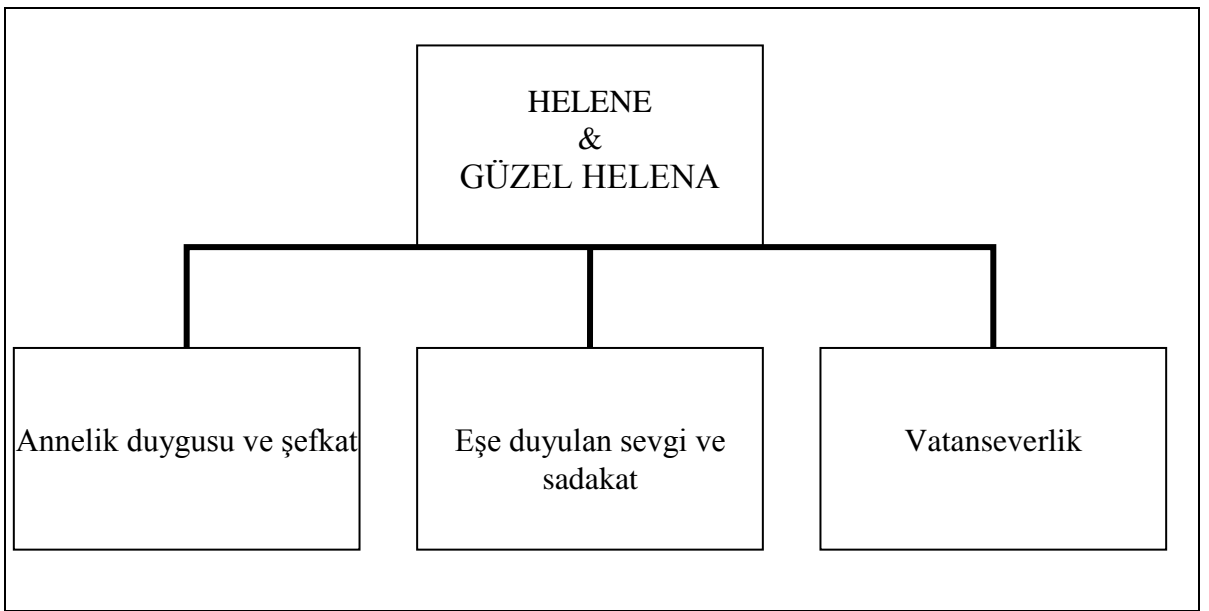 HELENE
&
GÜZEL HELENA
Annelik duygusu ve şefkat
Eşe duyulan sevgi ve
sadakat
Vatanseverlik